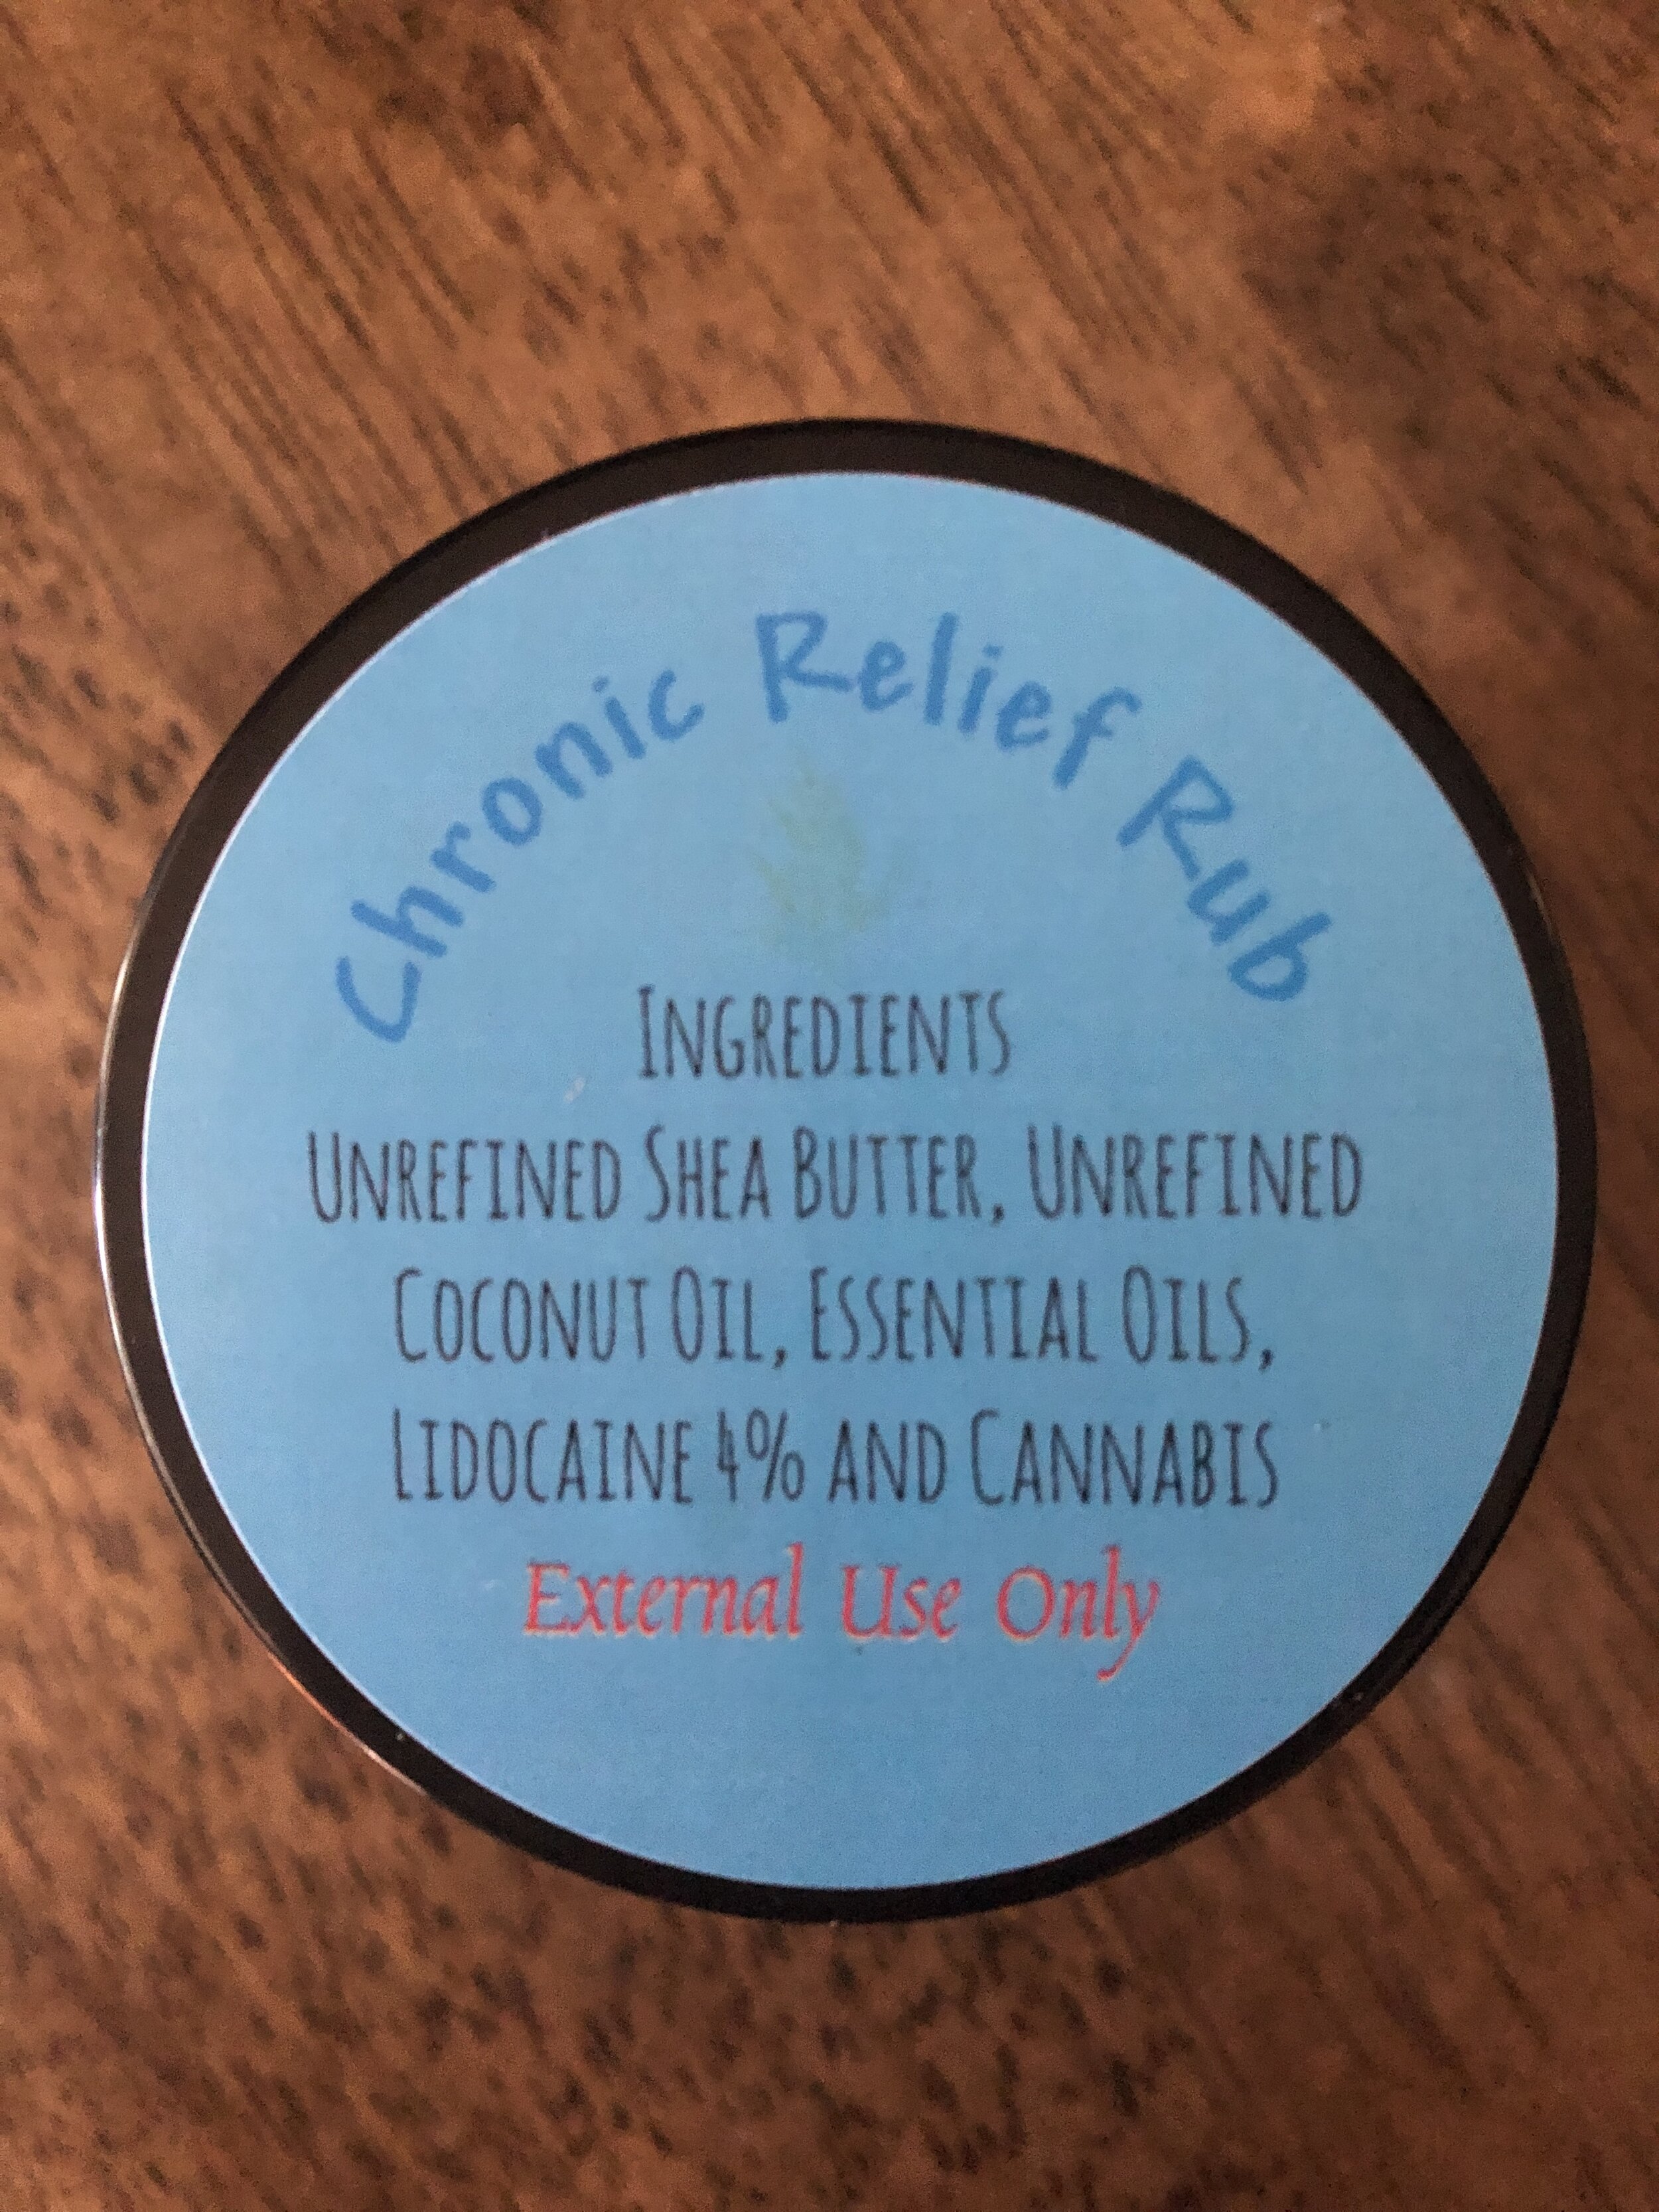 Chronic Relief Rub
Ingredients
Unrefined Shea Butter, Unrefined
Coconut Oil, Essential Oils,
Lidocaine 4% and Cannabis
External Use Only